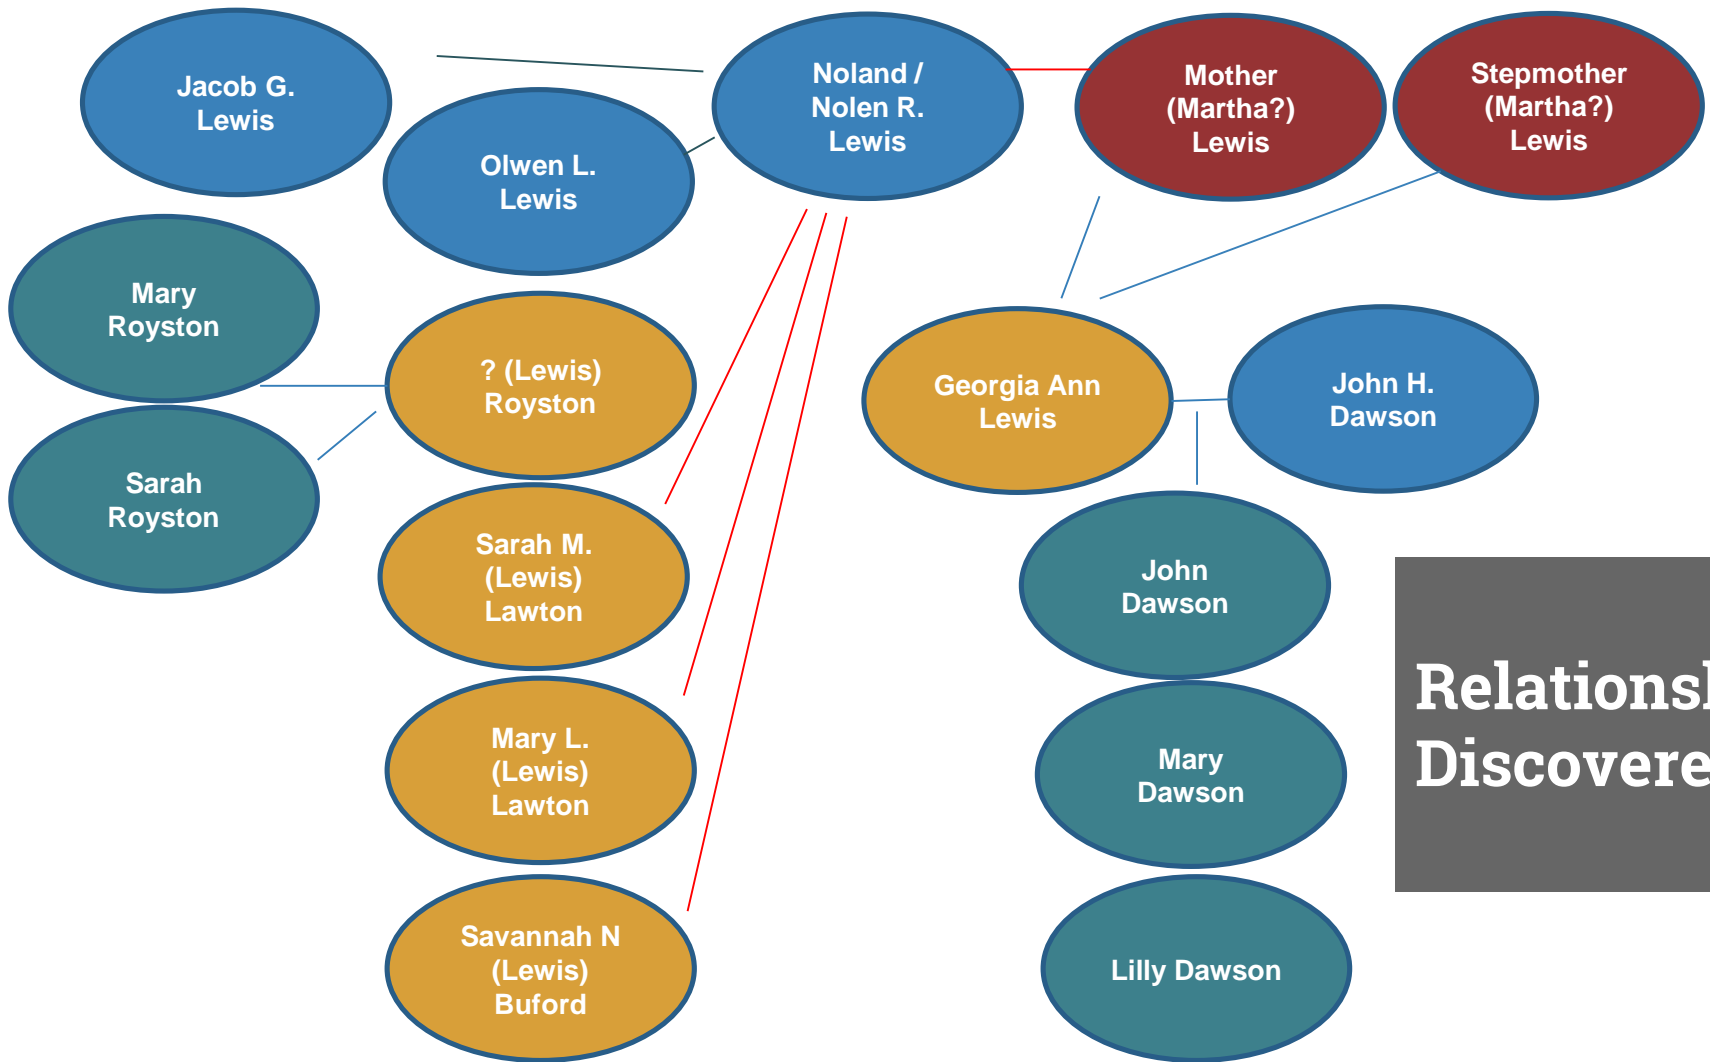 Jacob G.
Lewis
Noland /
Nolen R.
Lewis
Mother
(Martha?)
Lewis
Stepmother
(Martha?)
Lewis
Olwen L.
Lewis
Mary
Royston
? (Lewis)
Royston
Georgia Ann
Lewis
John H.
Dawson
Sarah
Royston
Sarah M.
(Lewis)
Lawton
John
Dawson
Mary L.
(Lewis)
Lawton
Mary
Dawson
Savannah N
(Lewis)
Buford
Lilly Dawson